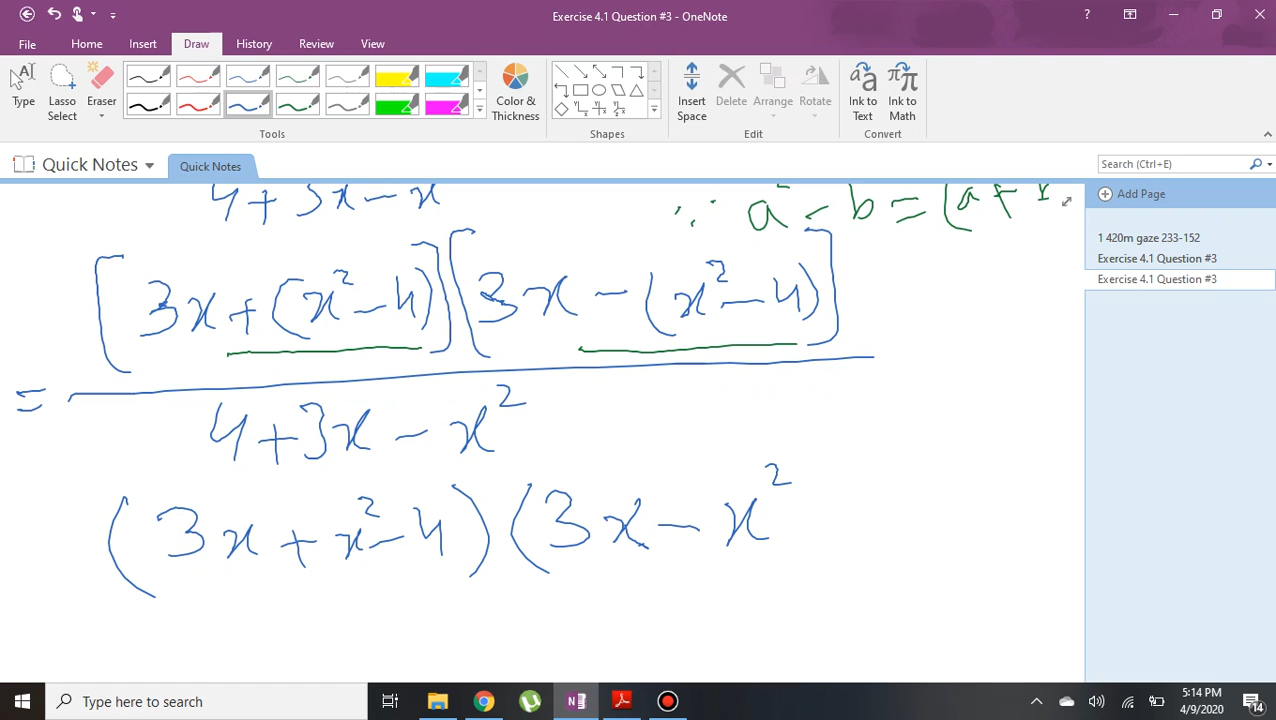 Exercise 4.1 Question #3 - OneNote
?
File Home Insert Draw History Review View
Type
Lasso Select
Eraser
Color & Thickness
Insert Space
Delete
Arrange
Rotate
Ink to Text
Ink to Math
Tools
Shapes
Edit
Convert
Quick Notes
Quick Notes
Search (Ctrl+E)
Add Page
1 420m gaze 233-152
Exercise 4.1 Question #3
Exercise 4.1 Question #3
4+3x-x
∵ a² - b = (a+
[3x+(x²-4)][3x-(x²-4)]
=
4+3x-x²
(3x+x²-4)(3x-x²
Type here to search
5:14 PM
4/9/2020
14